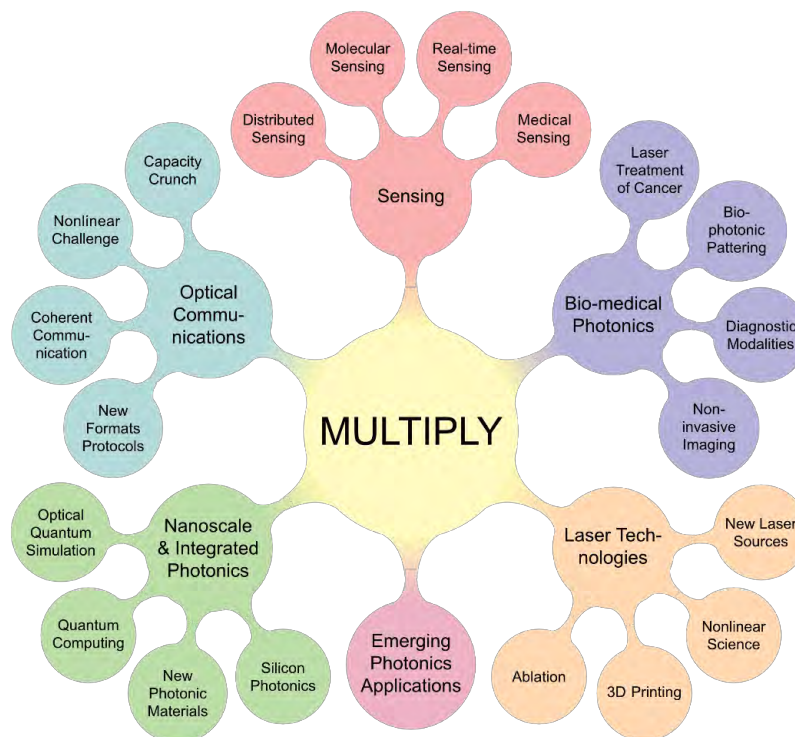 Molecular
Sensing
Real-time
Sensing
Distributed
Sensing
Medical
Sensing
Sensing
Capacity
Crunch
Nonlinear
Challenge
Coherent
Commu-
nication
New
Formats
Protocols
Optical
Commu-
nications
Laser
Treatment
of Cancer
Bio-
photonic
Pattering
Diagnostic
Modalities
Non-
invasive
Imaging
Bio-medical
Photonics
MULTIPLY
Optical
Quantum
Simulation
Quantum
Computing
New
Photonic
Materials
Silicon
Photonics
Nanoscale
& Integrated
Photonics
Emerging
Photonics
Applications
Laser Tech-
nologies
New Laser
Sources
Nonlinear
Science
3D Printing
Ablation